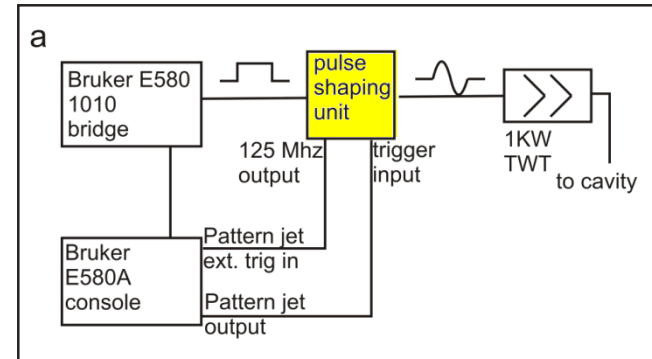 a
Bruker E580
1010
bridge
pulse
shaping
unit
1KW
TWT
to cavity
125 Mhz
output
trigger
input
Bruker
E580A
console
Pattern jet
ext. trig in
Pattern jet
output